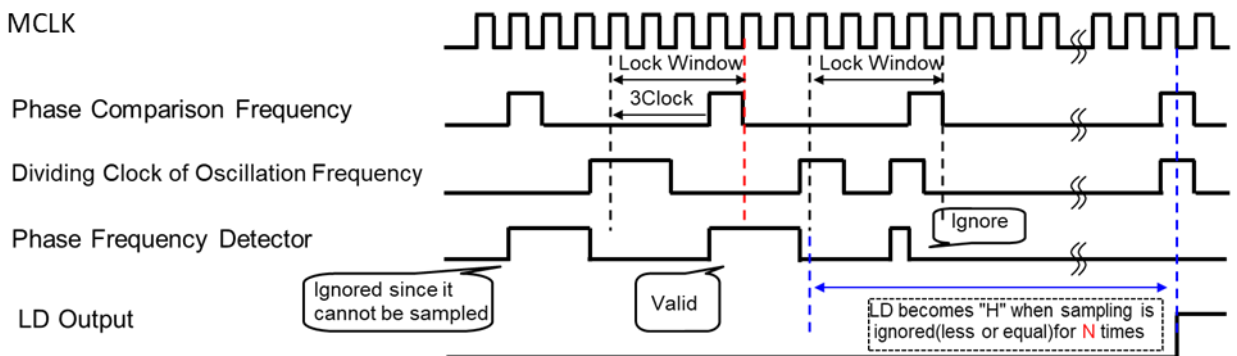 MCLK
Lock Window
Lock Window
Phase Comparison Frequency
3Clock
Dividing Clock of Oscillation Frequency
Phase Frequency Detector
Ignore
Ignored since it
cannot be sampled
Valid
LD Output
LD becomes "H" when sampling is
ignored(less or equal)for N times